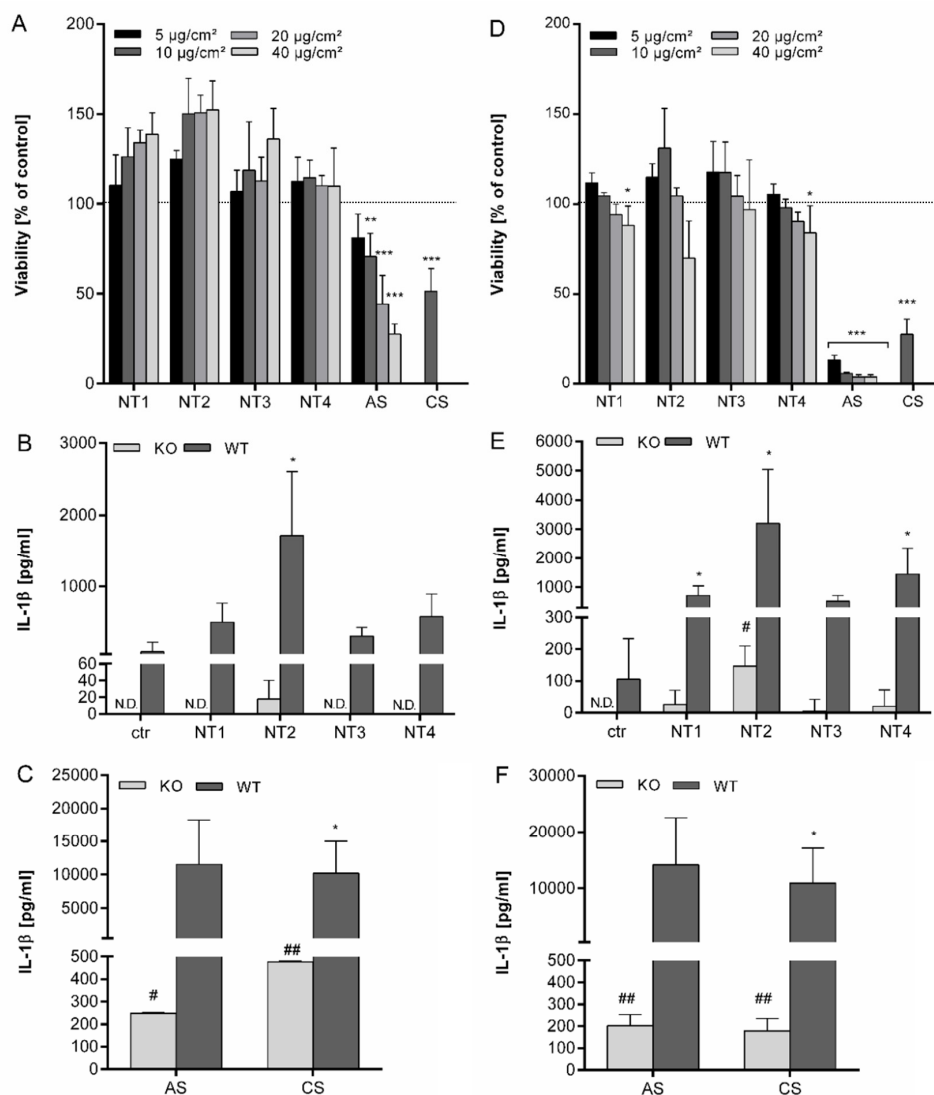 A
5 µg/cm² 20 µg/cm²
10 µg/cm² 40 µg/cm²
Viability [% of control]
200
150
100
50
0
** *** *** ***
NT1 NT2 NT3 NT4 AS CS
D
5 µg/cm² 20 µg/cm²
10 µg/cm² 40 µg/cm²
Viability [% of control]
200
150
100
50
0
* * *** ***
NT1 NT2 NT3 NT4 AS CS
B
KO WT
IL-1β [pg/ml]
3000
2000
1000
60
40
20
0
*
N.D. N.D. N.D. N.D.
ctr NT1 NT2 NT3 NT4
E
KO WT
IL-1β [pg/ml]
6000
5000
4000
3000
2000
1000
200
100
0
* * *
#
N.D.
ctr NT1 NT2 NT3 NT4
C
KO WT
IL-1β [pg/ml]
25000
20000
15000
10000
5000
500
400
300
200
100
0
*
# ##
AS CS
F
KO WT
IL-1β [pg/ml]
30000
20000
10000
500
400
300
200
100
0
*
## ##
AS CS